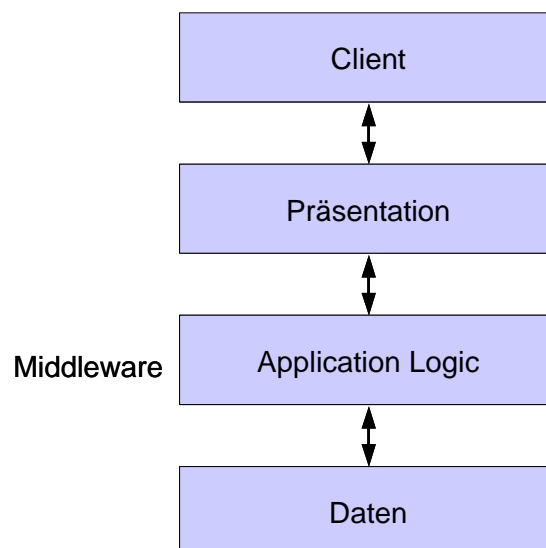 Client
Präsentation
Middleware
Application Logic
Daten